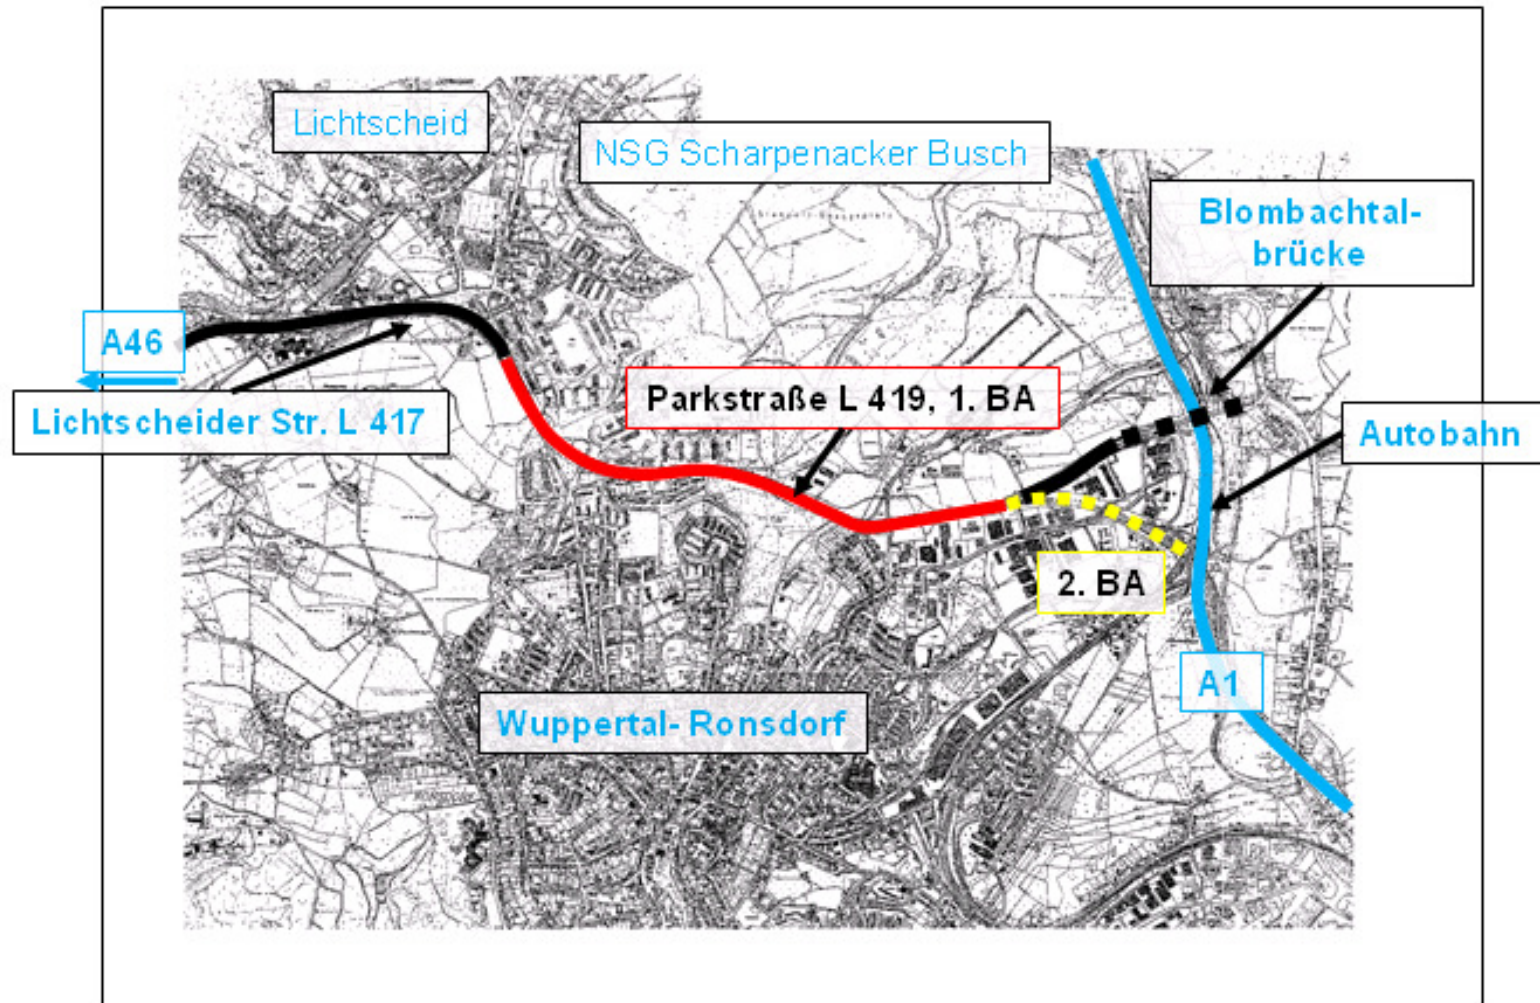 Lichtscheid
NSG Scharpenacker Busch
Blombachtal-
brücke
A46
Parkstraße L 419, 1. BA
Lichtscheider Str. L 417
Autobahn
2. BA
A1
Wuppertal- Ronsdorf